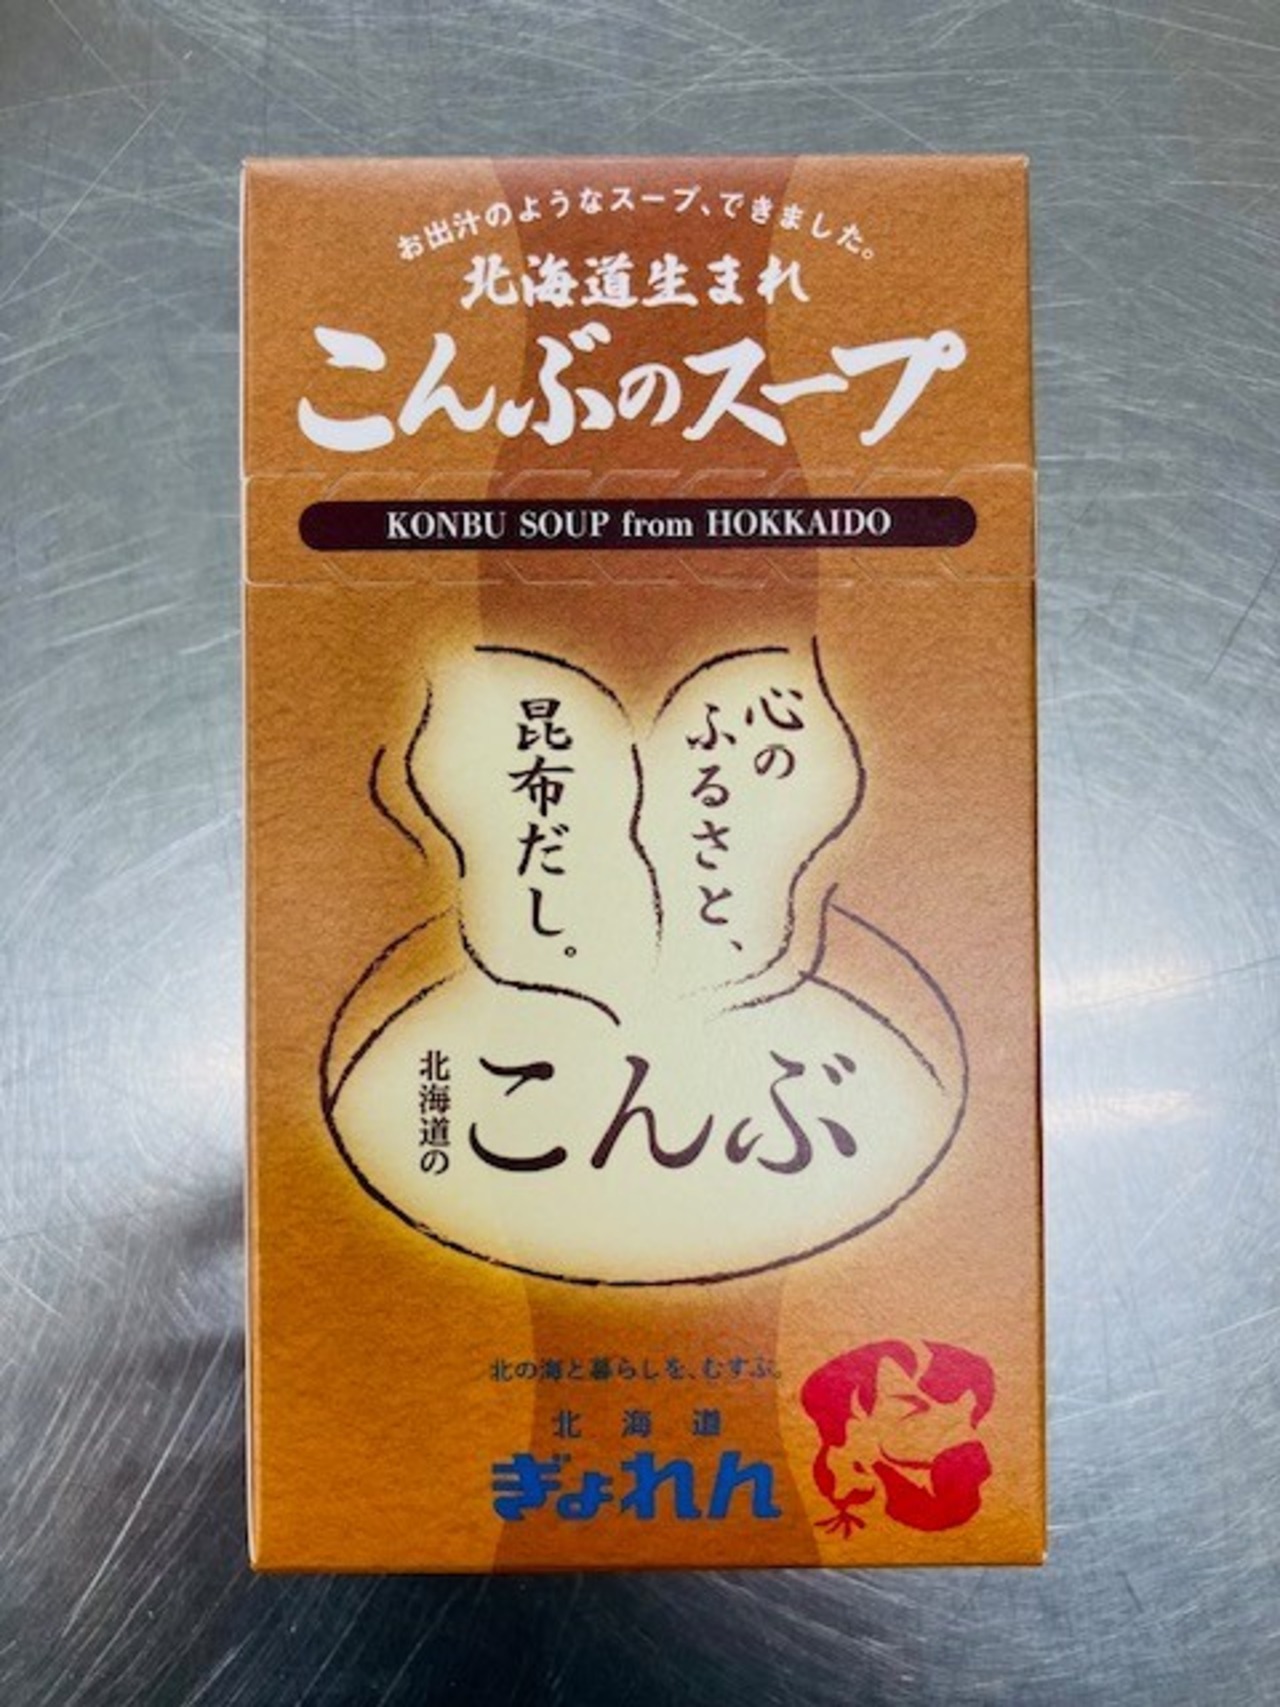 お出汁のようなスープ、できました。
北海道生まれ
こんぶのスープ
KONBU SOUP from HOKKAIDO
心の
ふるさと、
昆布だし。
北海道の
こんぶ
北の海と暮らしを、むすぶ。
北海道
ぎょれん